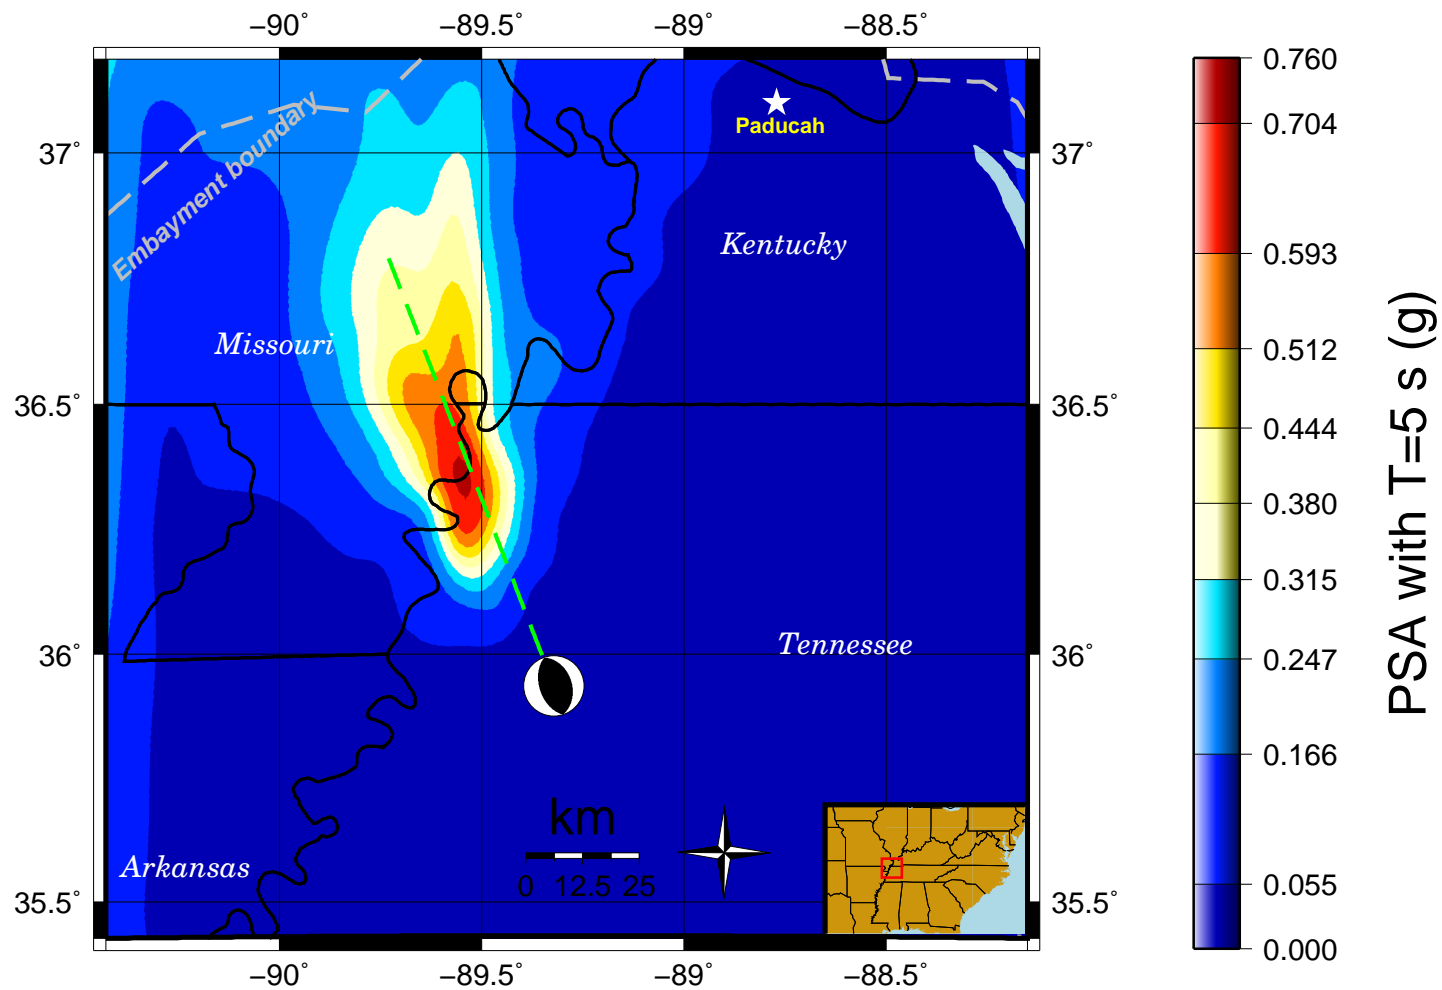 −90˚ −89.5˚ −89˚ −88.5˚
0.760
0.704
0.593
0.512
0.444
0.380
0.315
0.247
0.166
0.055
0.000
PSA with T=5 s (g)
37˚
36.5˚
36˚
35.5˚
37˚
36.5˚
36˚
35.5˚
Embayment boundary
Paducah
Kentucky
Missouri
Tennessee
Arkansas
km
0 12.5 25
−90˚ −89.5˚ −89˚ −88.5˚